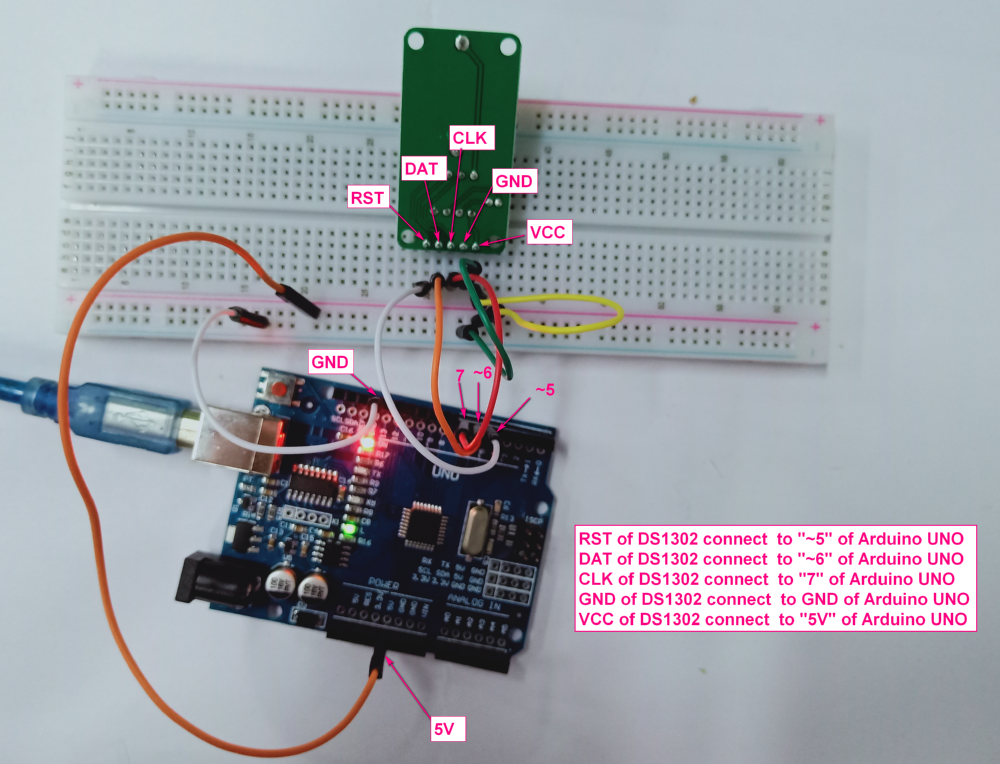 CLK
DAT
GND
RST
VCC
GND
7
~6
~5
UNO
RST of DS1302 connect to "~5" of Arduino UNO
DAT of DS1302 connect to "~6" of Arduino UNO
CLK of DS1302 connect to "7" of Arduino UNO
GND of DS1302 connect to GND of Arduino UNO
VCC of DS1302 connect to "5V" of Arduino UNO
ICSP
POWER
ANALOG IN
5V